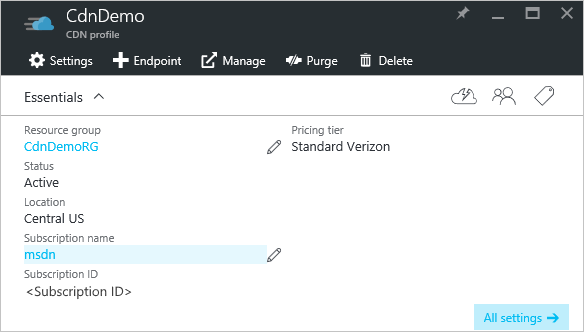 CdnDemo
CDN profile
Settings Endpoint Manage Purge Delete
Essentials
Resource group Pricing tier
CdnDemoRG Standard Verizon
Status
Active
Location
Central US
Subscription name
msdn
Subscription ID
<Subscription ID>
All settings